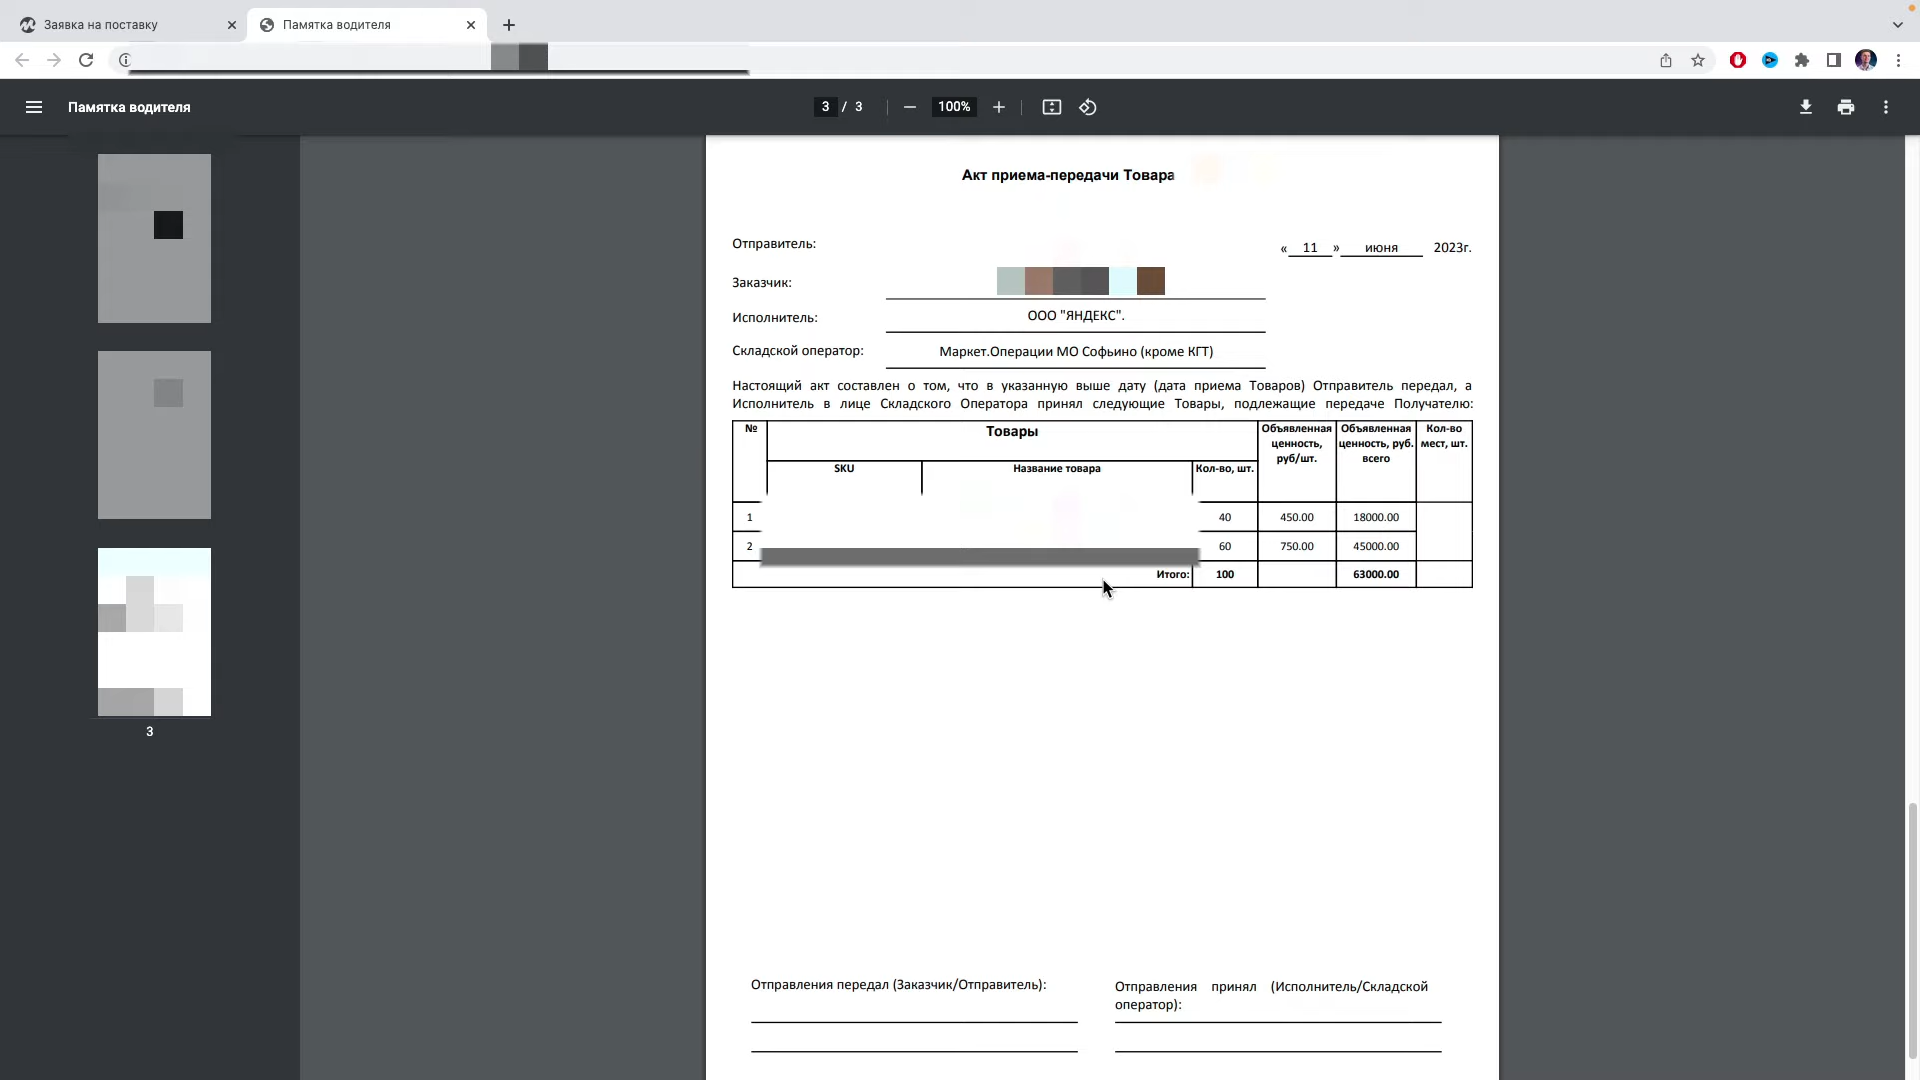 Заявка на поставку
Памятка водителя
Памятка водителя
3 / 3
100%
3
Акт приема-передачи Товара
Отправитель:
« 11 » июня 2023г.
Заказчик:
Исполнитель: ООО "ЯНДЕКС".
Складской оператор: Маркет.Операции МО Софьино (кроме КГТ)
Настоящий акт составлен о том, что в указанную выше дату (дата приема Товаров) Отправитель передал, а
Исполнитель в лице Складского Оператора принял следующие Товары, подлежащие передаче Получателю:
№ Товары Объявленная ценность, руб/шт. Объявленная ценность, руб. всего Кол-во мест, шт.
SKU Название товара Кол-во, шт.
1 40 450.00 18000.00
2 60 750.00 45000.00
Итого: 100 63000.00
Отправления передал (Заказчик/Отправитель):
Отправления принял (Исполнитель/Складской
оператор):